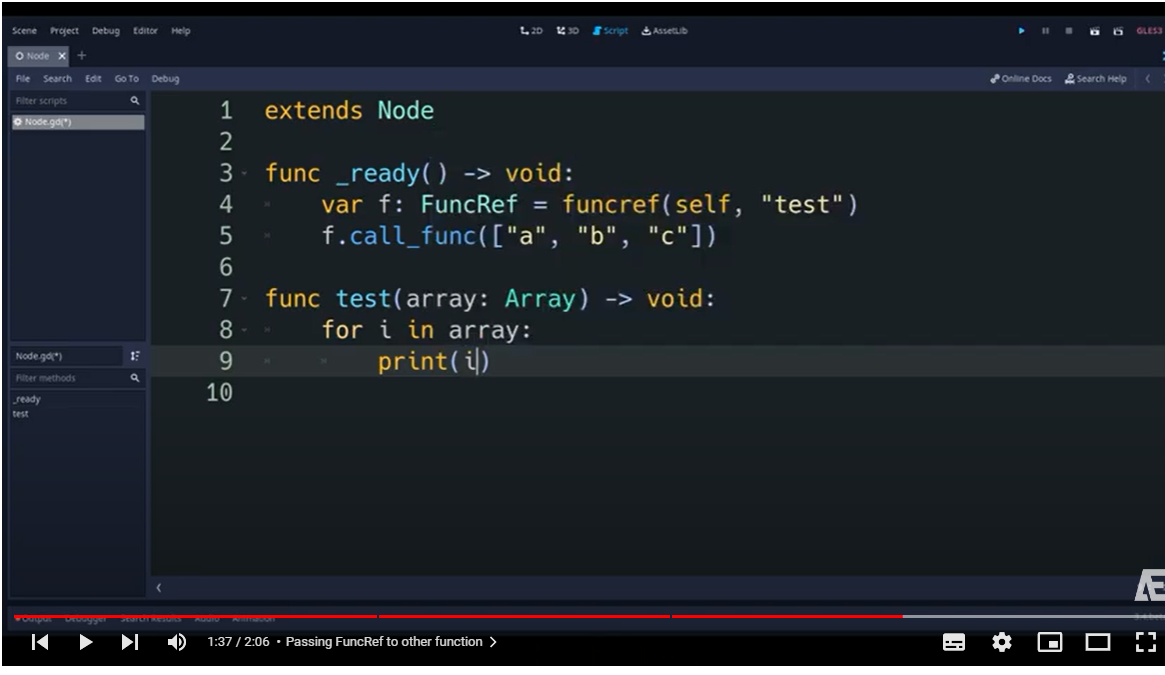 Scene Project Debug Editor Help
2D 3D Script AssetLib
GLES3
Node
File Search Edit Go To Debug
Online Docs Search Help
Filter scripts
Node.gd(*)
1 extends Node
2
3 func _ready() -> void:
4 var f: FuncRef = funcref(self, "test")
5 f.call_func(["a", "b", "c"])
6
7 func test(array: Array) -> void:
8 for i in array:
9 print(i)
10
Node.gd(*)
Filter methods
_ready
test
Output Debugger Search Results Audio Animation
1:37 / 2:06 • Passing FuncRef to other function